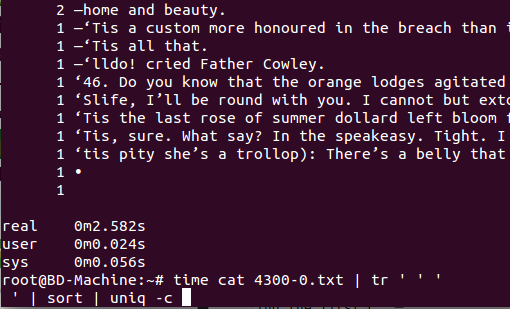 2 —home and beauty.
1 —‘Tis a custom more honoured in the breach than
1 —‘Tis all that.
1 —‘lldo! cried Father Cowley.
1 ‘46. Do you know that the orange lodges agitated
1 ‘Slife, I’ll be round with you. I cannot but
1 ‘Tis the last rose of summer dollard left bloom
1 ‘Tis, sure. What say? In the speakeasy. Tight. I
1 ‘tis pity she’s a trollop): There’s a belly that
1 •
1
real 0m2.582s
user 0m0.024s
sys 0m0.056s
root@BD-Machine:~# time cat 4300-0.txt | tr ' ' '
' | sort | uniq -c